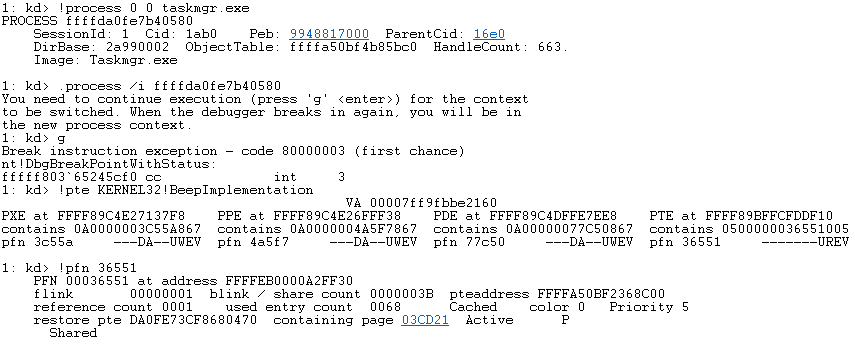 1: kd> !process 0 0 taskmgr.exe
PROCESS ffffda0fe7b40580
SessionId: 1 Cid: 1ab0 Peb: 9948817000 ParentCid: 16e0
DirBase: 2a990002 ObjectTable: ffffa50bf4b85bc0 HandleCount: 663.
Image: Taskmgr.exe
1: kd> .process /i ffffda0fe7b40580
You need to continue execution (press 'g' <enter>) for the context
to be switched. When the debugger breaks in again, you will be in
the new process context.
1: kd> g
Break instruction exception - code 80000003 (first chance)
nt!DbgBreakPointWithStatus:
fffff803`65245cf0 cc int 3
1: kd> !pte KERNEL32!BeepImplementation
VA 00007ff9fbbe2160
PXE at FFFF89C4E27137F8 PPE at FFFF89C4E26FFF38 PDE at FFFF89C4DFFE7EE8 PTE at FFFF89BFFCFDDF10
contains 0A0000003C55A867 contains 0A0000004A5F7867 contains 0A00000077C50867 contains 0500000036551005
pfn 3c55a ---DA--UWEV pfn 4a5f7 ---DA--UWEV pfn 77c50 ---DA--UWEV pfn 36551 -------UREV
1: kd> !pfn 36551
PFN 00036551 at address FFFFEB0000A2FF30
flink 00000001 blink / share count 0000003B pteaddress FFFFA50BF2368C00
reference count 0001 used entry count 0068 Cached color 0 Priority 5
restore pte DA0FE73CF8680470 containing page 03CD21 Active P
Shared